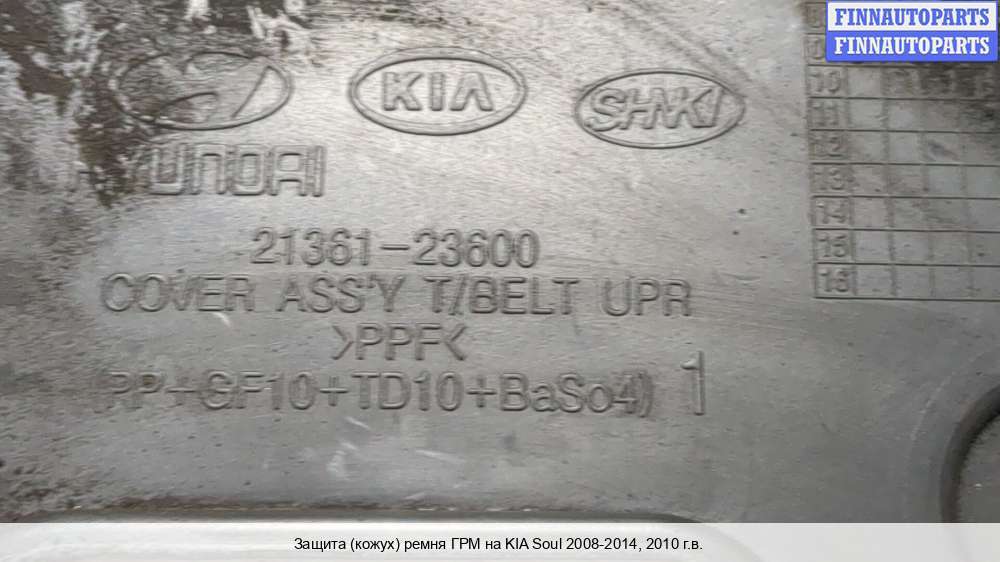 FINNAUTOPARTS
FINNAUTOPARTS
KIA
HYUNDAI
21361-23600
COVER ASS'Y T/BELT UPR
>PPF<
(PP+GF10+TD10+BaSo4) 1
10
11
12
13
14
15
16
Защита (кожух) ремня ГРМ на KIA Soul 2008-2014, 2010 г.в.